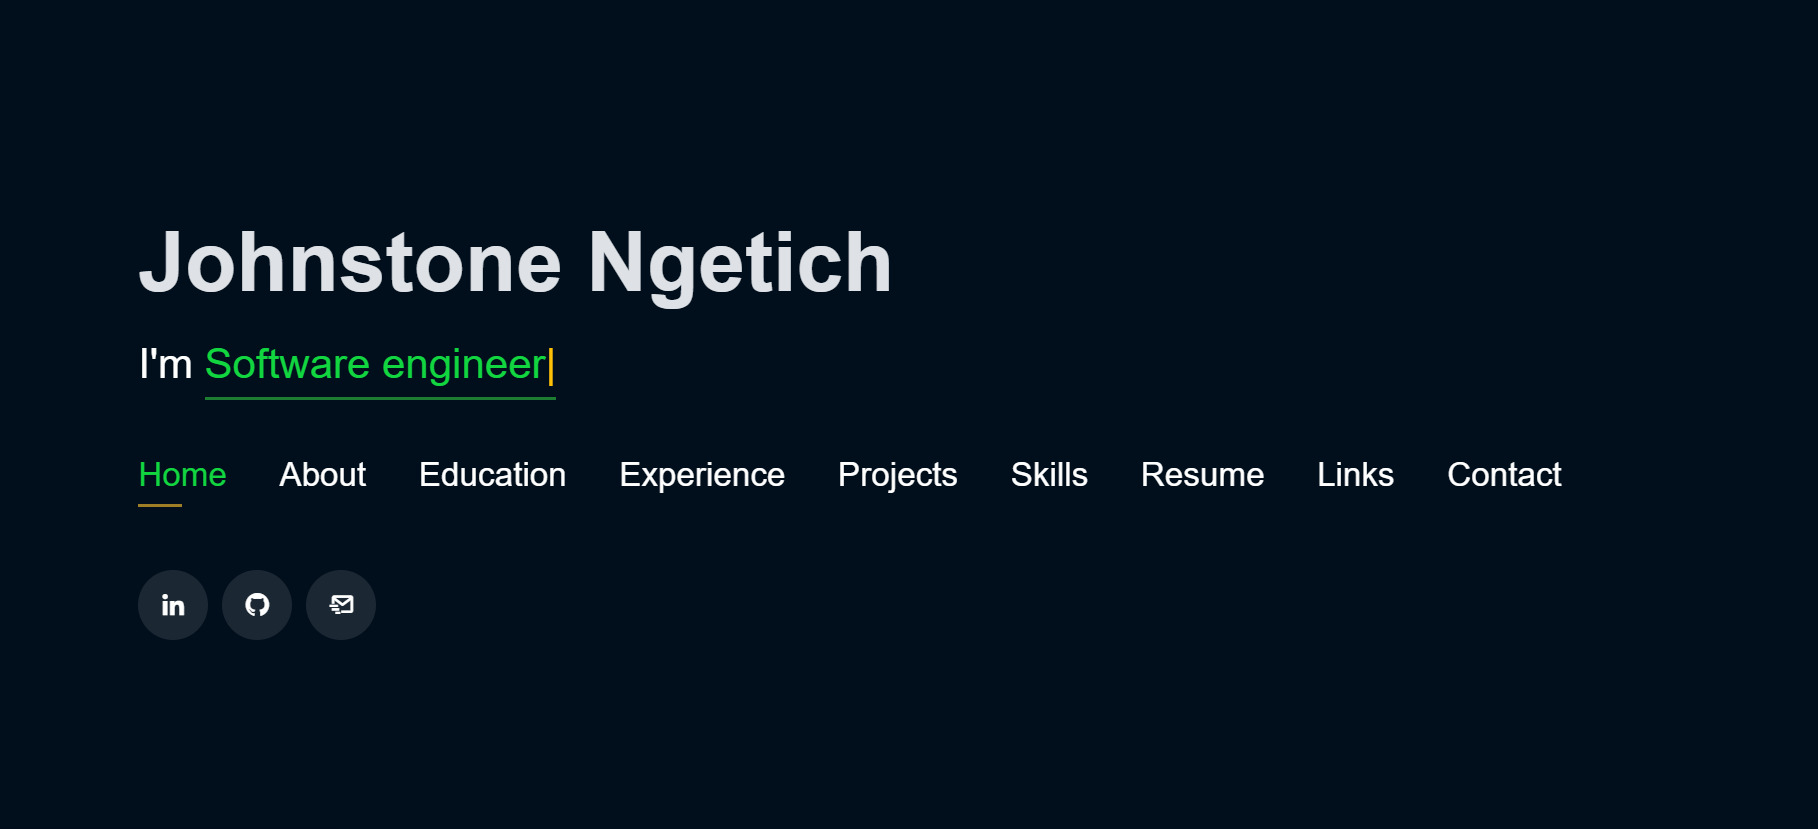 Johnstone Ngetich
I'm Software engineer|
Home About Education Experience Projects Skills Resume Links Contact
in